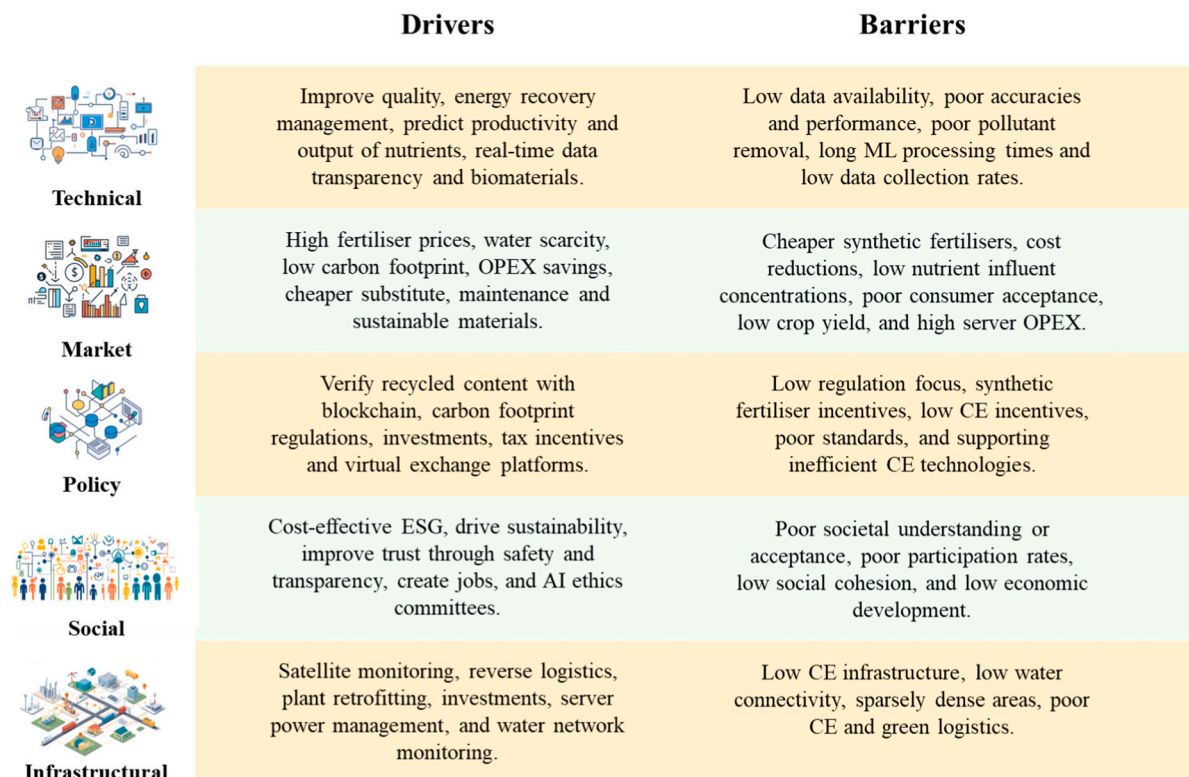 Drivers
Barriers
Technical
Improve quality, energy recovery
management, predict productivity and
output of nutrients, real-time data
transparency and biomaterials.
Low data availability, poor accuracies
and performance, poor pollutant
removal, long ML processing times and
low data collection rates.
Market
High fertiliser prices, water scarcity,
low carbon footprint, OPEX savings,
cheaper substitute, maintenance and
sustainable materials.
Cheaper synthetic fertilisers, cost
reductions, low nutrient influent
concentrations, poor consumer acceptance,
low crop yield, and high server OPEX.
Policy
Verify recycled content with
blockchain, carbon footprint
regulations, investments, tax incentives
and virtual exchange platforms.
Low regulation focus, synthetic
fertiliser incentives, low CE incentives,
poor standards, and supporting
inefficient CE technologies.
Social
Cost-effective ESG, drive sustainability,
improve trust through safety and
transparency, create jobs, and AI ethics
committees.
Poor societal understanding or
acceptance, poor participation rates,
low social cohesion, and low economic
development.
Infrastructural
Satellite monitoring, reverse logistics,
plant retrofitting, investments, server
power management, and water network
monitoring.
Low CE infrastructure, low water
connectivity, sparsely dense areas, poor
CE and green logistics.